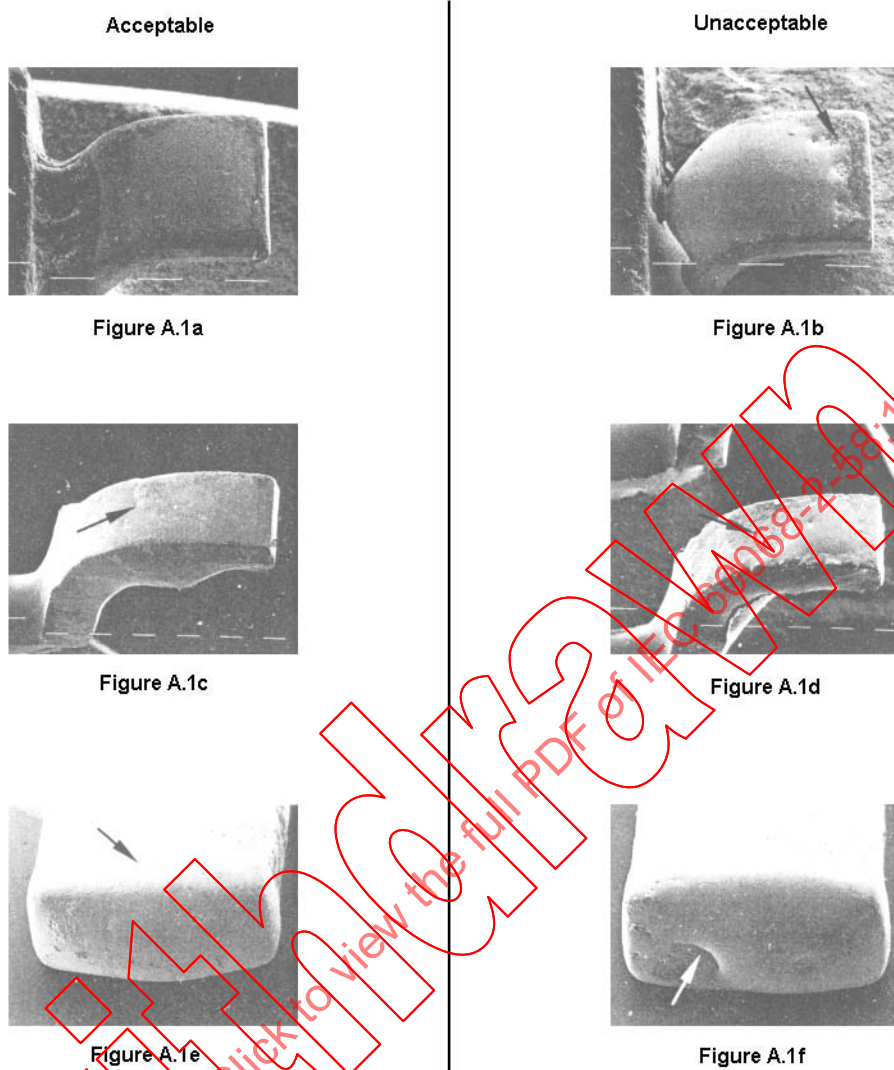 Acceptable
Unacceptable
Figure A.1a
Figure A.1b
Figure A.1c
Figure A.1d
Figure A.1e
Figure A.1f
click to view the full PDF of IEC 60068-2-58:1